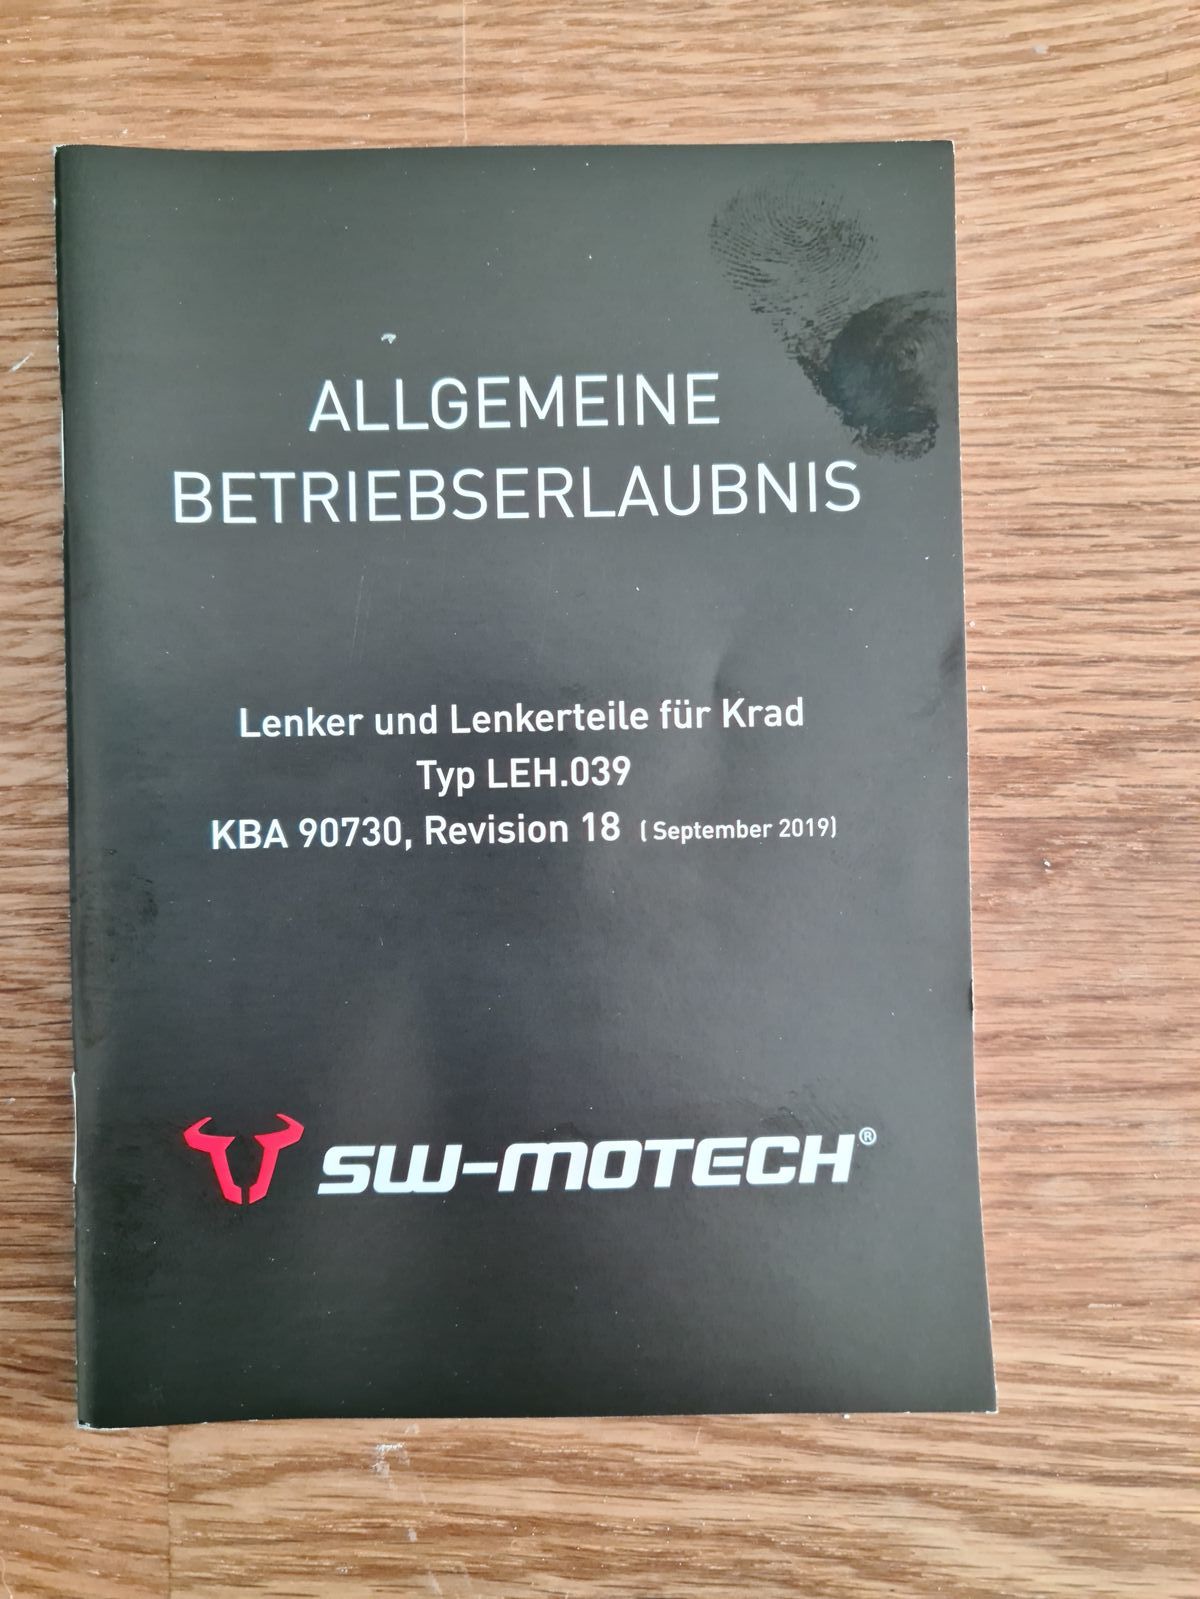 ALLGEMEINE
BETRIEBSERLAUBNIS
Lenker und Lenkerteile für Krad
Typ LEH.039
KBA 90730, Revision 18 ( September 2019)
SW-MOTECH®